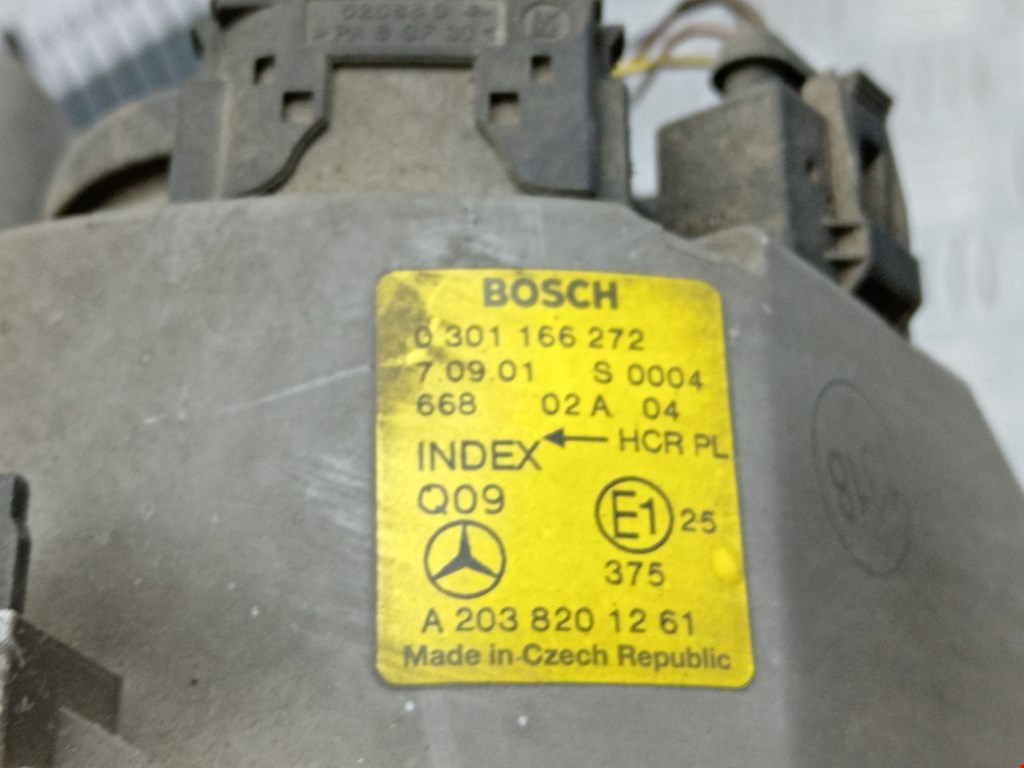 BOSCH
0 301 166 272
7.09.01 S 0004
668 02 A 04
INDEX ← HCR PL
Q09
E1 25
375
A 203 820 12 61
Made in Czech Republic